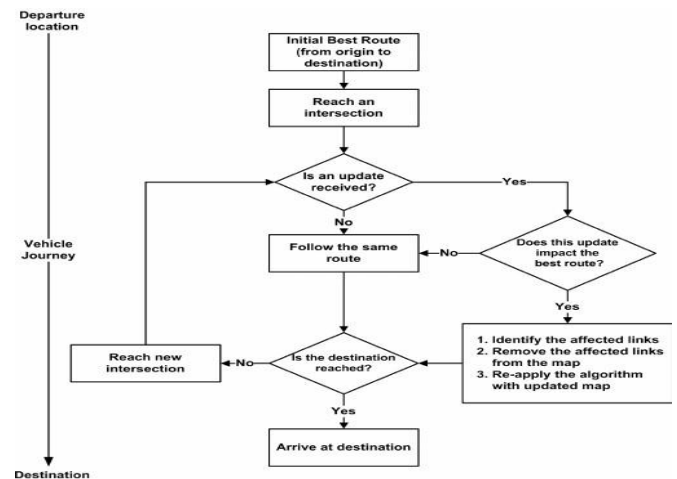 Departure
location
Initial Best Route
(from origin to
destination)
Reach an
intersection
Is an update
received?
Yes
No
Vehicle
Journey
Follow the same
route
No
Does this update
impact the
best route?
Yes
1. Identify the affected links
2. Remove the affected links
from the map
3. Re-apply the algorithm
with updated map
Reach new
intersection
No
Is the destination
reached?
Yes
Arrive at destination
Destination